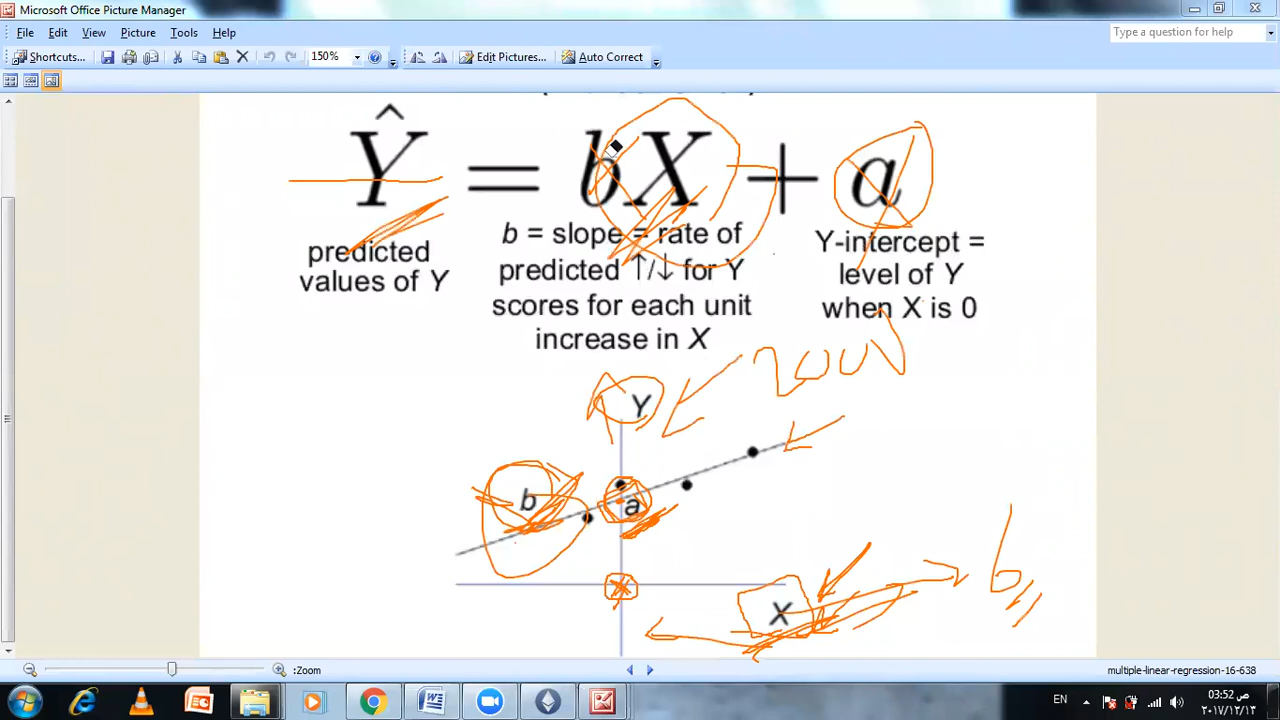 Microsoft Office Picture Manager
File Edit View Picture Tools Help
Type a question for help
Shortcuts... 150% Edit Pictures... Auto Correct
Ŷ = bX + a
predicted values of Y
b = slope = rate of predicted ↑/↓ for Y scores for each unit increase in X
Y-intercept = level of Y when X is 0
Y
b
a
X
b
:Zoom
multiple-linear-regression-16-638
EN
03:52 ص
٢٠١٧/١٢/١٣